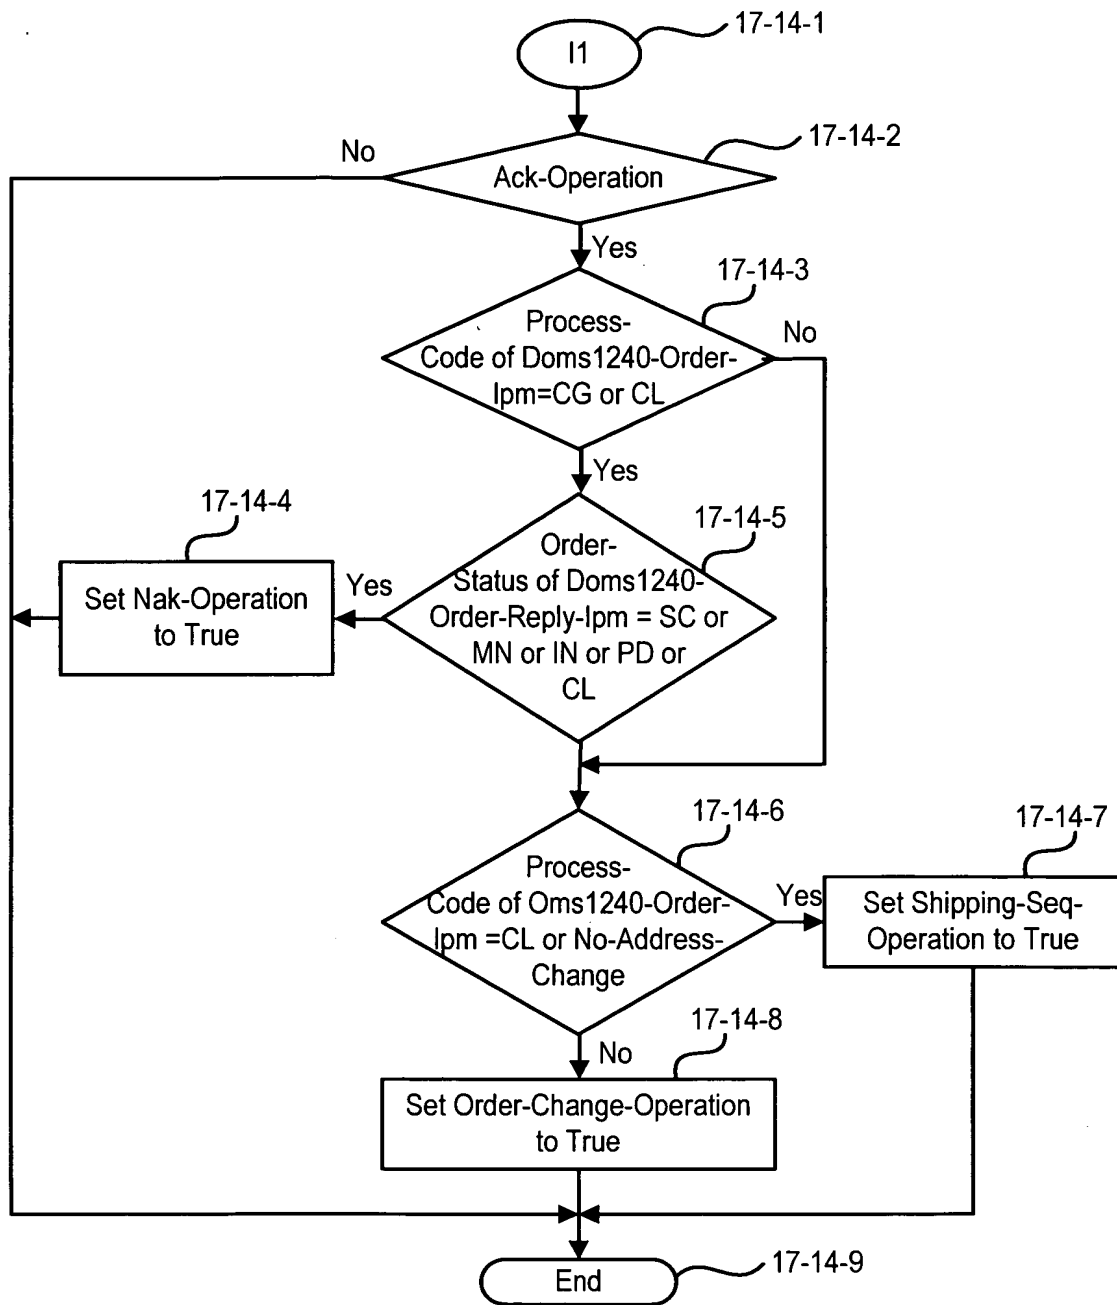 I1
17-14-1
No
Ack-Operation
17-14-2
Yes
17-14-3
Process-
Code of Doms1240-Order-
Ipm=CG or CL
No
Yes
17-14-4
Set Nak-Operation
to True
Yes
17-14-5
Order-
Status of Doms1240-
Order-Reply-Ipm = SC or
MN or IN or PD or
CL
17-14-6
Process-
Code of Oms1240-Order-
Ipm =CL or No-Address-
Change
Yes
17-14-7
Set Shipping-Seq-
Operation to True
No
17-14-8
Set Order-Change-Operation
to True
End
17-14-9